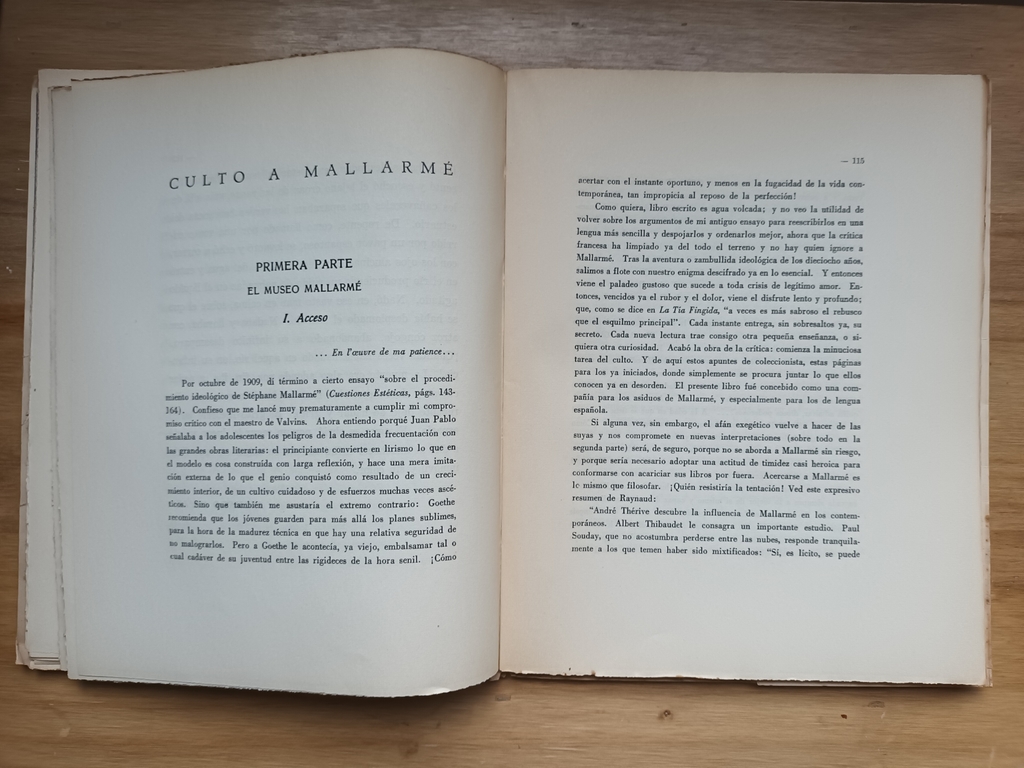 CULTO A MALLARMÉ
PRIMERA PARTE
EL MUSEO MALLARMÉ
I. Acceso
... En l'œuvre de ma patience...
Por octubre de 1909, dí término a cierto ensayo "sobre el procedi-
miento ideológico de Stéphane Mallarmé" (Cuestiones Estéticas, págs. 143-
164). Confieso que me lancé muy prematuramente a cumplir mi compro-
miso crítico con el maestro de Valvins. Ahora entiendo porqué Juan Pablo
señalaba a los adolescentes los peligros de la desmedida frecuentación con
las grandes obras literarias: el principiante convierte en lirismo lo que en
el modelo es cosa construida con larga reflexión, y hace una mera imita-
ción externa de lo que el genio conquistó como resultado de un creci-
miento interior, de un cultivo cuidadoso y de esfuerzos muchas veces ascé-
ticos. Sino que también me asustaría el extremo contrario: Goethe
recomienda que los jóvenes guarden para más allá los planes sublimes,
para la hora de la madurez técnica en que hay una relativa seguridad de
no malograrlos. Pero a Goethe le acontecía, ya viejo, embalsamar tal o
cual cadáver de su juventud entre las rigideces de la hora senil. ¡Cómo
— 115
acertar con el instante oportuno, y menos en la fugacidad de la vida con-
temporánea, tan impropicia al reposo de la perfección!
Como quiera, libro escrito es agua volcada; y no veo la utilidad de
volver sobre los argumentos de mi antiguo ensayo para reescribirlos en una
lengua más sencilla y despojarlos y ordenarlos mejor, ahora que la crítica
francesa ha limpiado ya del todo el terreno y no hay quien ignore a
Mallarmé. Tras la aventura o zambullida ideológica de los dieciocho años,
salimos a flote con nuestro enigma descifrado ya en lo esencial. Y entonces
viene el paladeo gustoso que sucede a toda crisis de legítimo amor. En-
tonces, vencidos ya el rubor y el dolor, viene el disfrute lento y profundo;
que, como se dice en La Tía Fingida, "a veces es más sabroso el rebusco
que el esquilmo principal". Cada instante entrega, sin sobresaltos ya, su
secreto. Cada nueva lectura trae consigo otra pequeña enseñanza, o si-
quiera otra curiosidad. Acabó la obra de la crítica: comienza la minuciosa
tarea del culto. Y de aquí estos apuntes de coleccionista, estas páginas
para los ya iniciados, donde simplemente se procura juntar lo que ellos
conocen ya en desorden. El presente libro fué concebido como una com-
pañía para los asiduos de Mallarmé, y especialmente para los de lengua
española.
Si alguna vez, sin embargo, el afán exegético vuelve a hacer de las
suyas y nos compromete en nuevas interpretaciones (sobre todo en la
segunda parte) será, de seguro, porque no se aborda a Mallarmé sin riesgo,
y porque sería necesario adoptar una actitud de timidez casi heroica para
conformarse con acariciar sus libros por fuera. Acercarse a Mallarmé es
lo mismo que filosofar. ¡Quién resistiría la tentación! Ved este expresivo
resumen de Raynaud:
"André Thérive descubre la influencia de Mallarmé en los contem-
poráneos. Albert Thibaudet le consagra un importante estudio. Paul
Souday, que no acostumbra perderse entre las nubes, responde tranquila-
mente a los que temen haber sido mixtificados: "Sí, es lícito, se puede